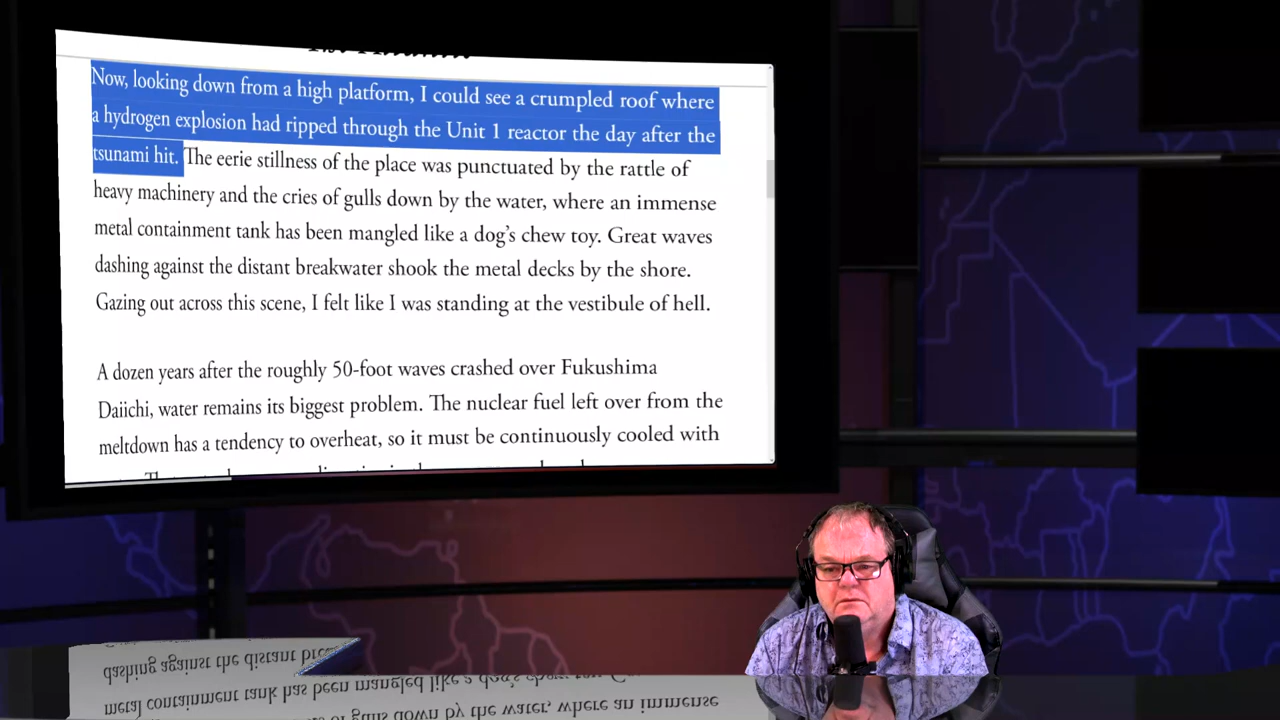 Now, looking down from a high platform, I could see a crumpled roof where
a hydrogen explosion had ripped through the Unit 1 reactor the day after the
tsunami hit. The eerie stillness of the place was punctuated by the rattle of
heavy machinery and the cries of gulls down by the water, where an immense
metal containment tank has been mangled like a dog's chew toy. Great waves
dashing against the distant breakwater shook the metal decks by the shore.
Gazing out across this scene, I felt like I was standing at the vestibule of hell.
A dozen years after the roughly 50-foot waves crashed over Fukushima
Daiichi, water remains its biggest problem. The nuclear fuel left over from the
meltdown has a tendency to overheat, so it must be continuously cooled with